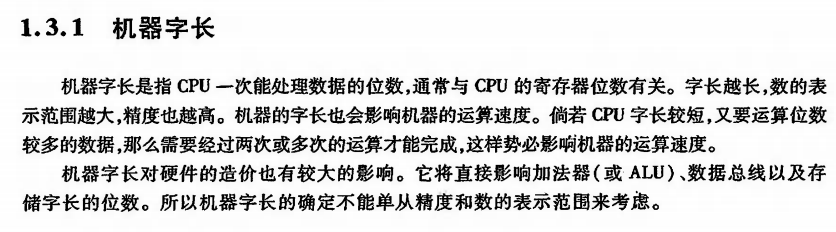 1.3.1 机器字长
机器字长是指 CPU 一次能处理数据的位数,通常与 CPU 的寄存器位数有关。字长越长,数的表
示范围越大,精度也越高。机器的字长也会影响机器的运算速度。倘若 CPU 字长较短,又要运算位数
较多的数据,那么需要经过两次或多次的运算才能完成,这样势必影响机器的运算速度。
机器字长对硬件的造价也有较大的影响。它将直接影响加法器(或 ALU)、数据总线以及存
储字长的位数。所以机器字长的确定不能单从精度和数的表示范围来考虑。